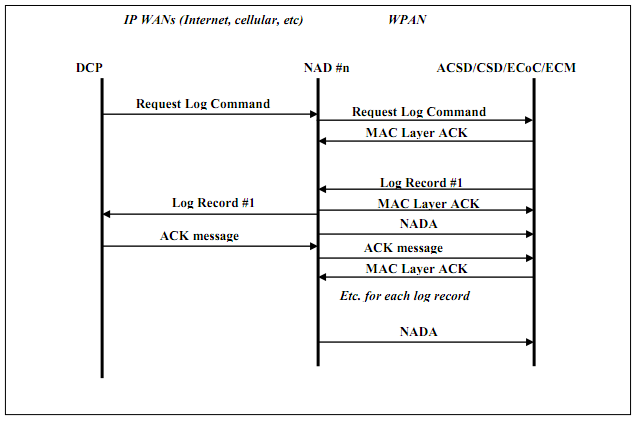 IP WANs (Internet, cellular, etc) WPAN
DCP NAD #n ACSD/CSD/ECoC/ECM
Request Log Command
Request Log Command
MAC Layer ACK
Log Record #1
Log Record #1
MAC Layer ACK
NADA
ACK message
ACK message
MAC Layer ACK
Etc. for each log record
NADA